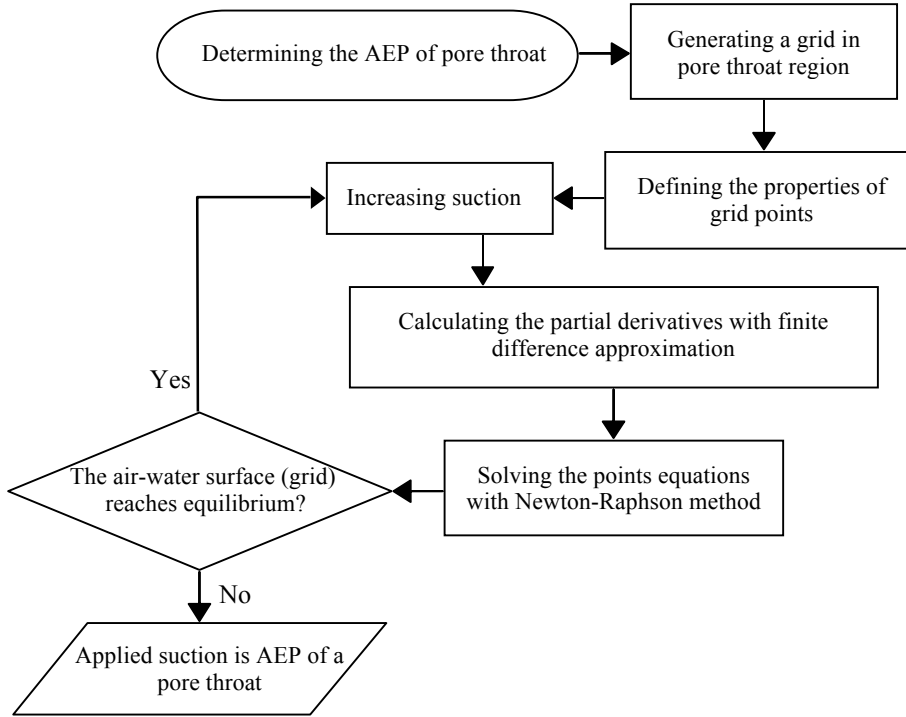 Determining the AEP of pore throat
Generating a grid in
pore throat region
Defining the properties of
grid points
Increasing suction
Calculating the partial derivatives with finite
difference approximation
Solving the points equations
with Newton-Raphson method
The air-water surface (grid)
reaches equilibrium?
Yes
No
Applied suction is AEP of a
pore throat